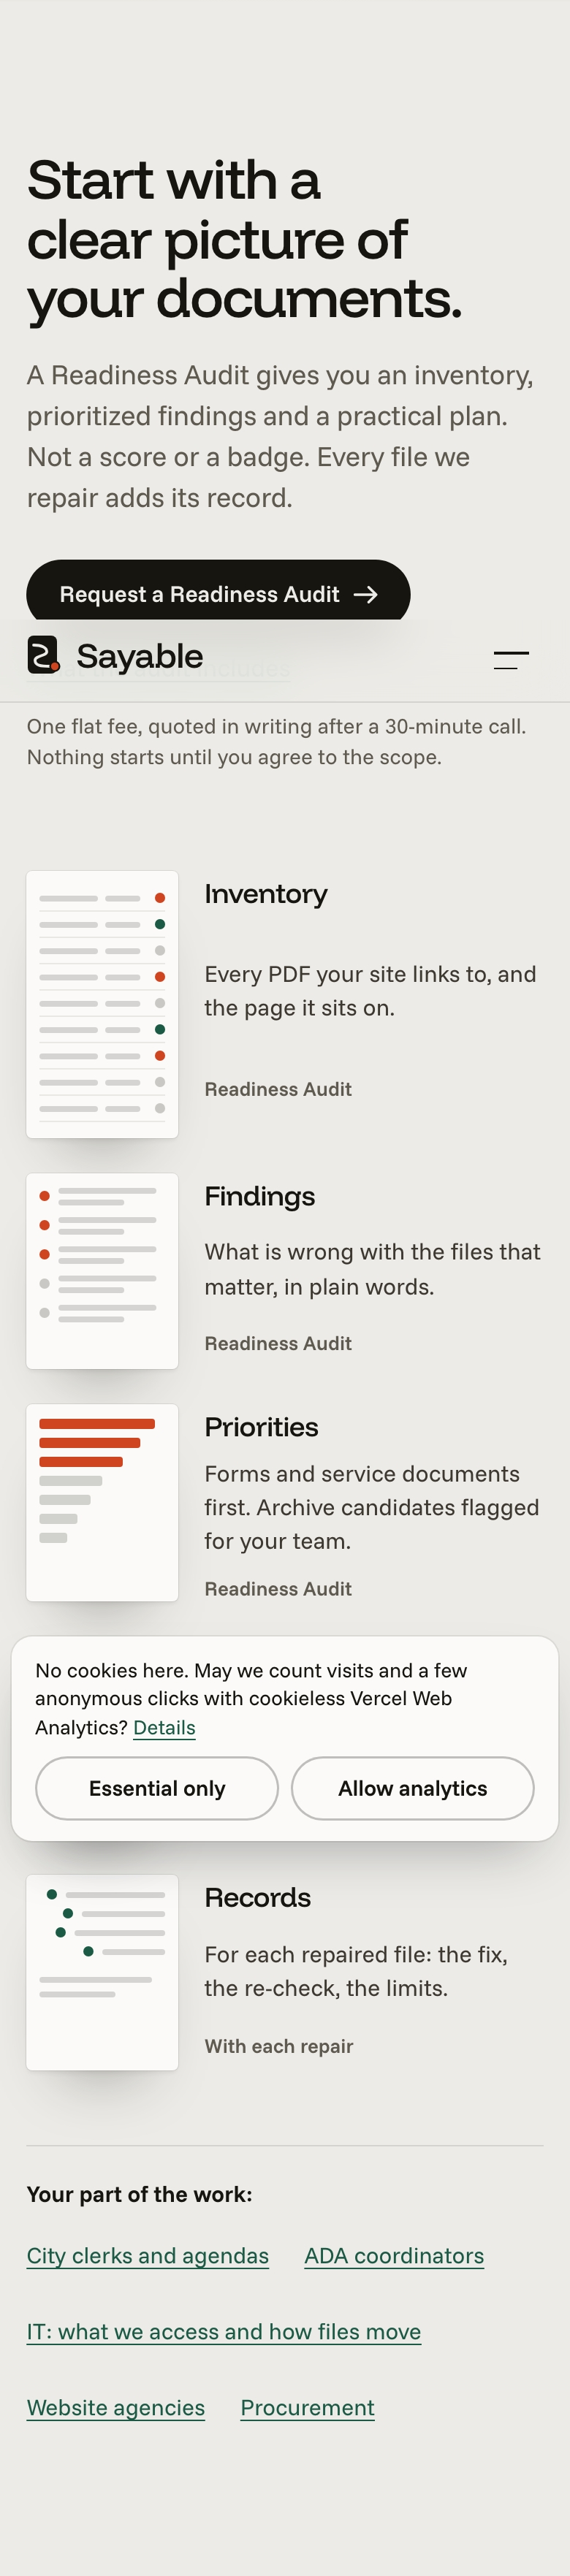 Start with a
clear picture of
your documents.
A Readiness Audit gives you an inventory,
prioritized findings and a practical plan.
Not a score or a badge. Every file we
repair adds its record.
Request a Readiness Audit
Sayable
One flat fee, quoted in writing after a 30-minute call.
Nothing starts until you agree to the scope.
Inventory
Every PDF your site links to, and
the page it sits on.
Readiness Audit
Findings
What is wrong with the files that
matter, in plain words.
Readiness Audit
Priorities
Forms and service documents
first. Archive candidates flagged
for your team.
Readiness Audit
No cookies here. May we count visits and a few
anonymous clicks with cookieless Vercel Web
Analytics? Details
Essential only
Allow analytics
Records
For each repaired file: the fix,
the re-check, the limits.
With each repair
Your part of the work:
City clerks and agendas
ADA coordinators
IT: what we access and how files move
Website agencies
Procurement